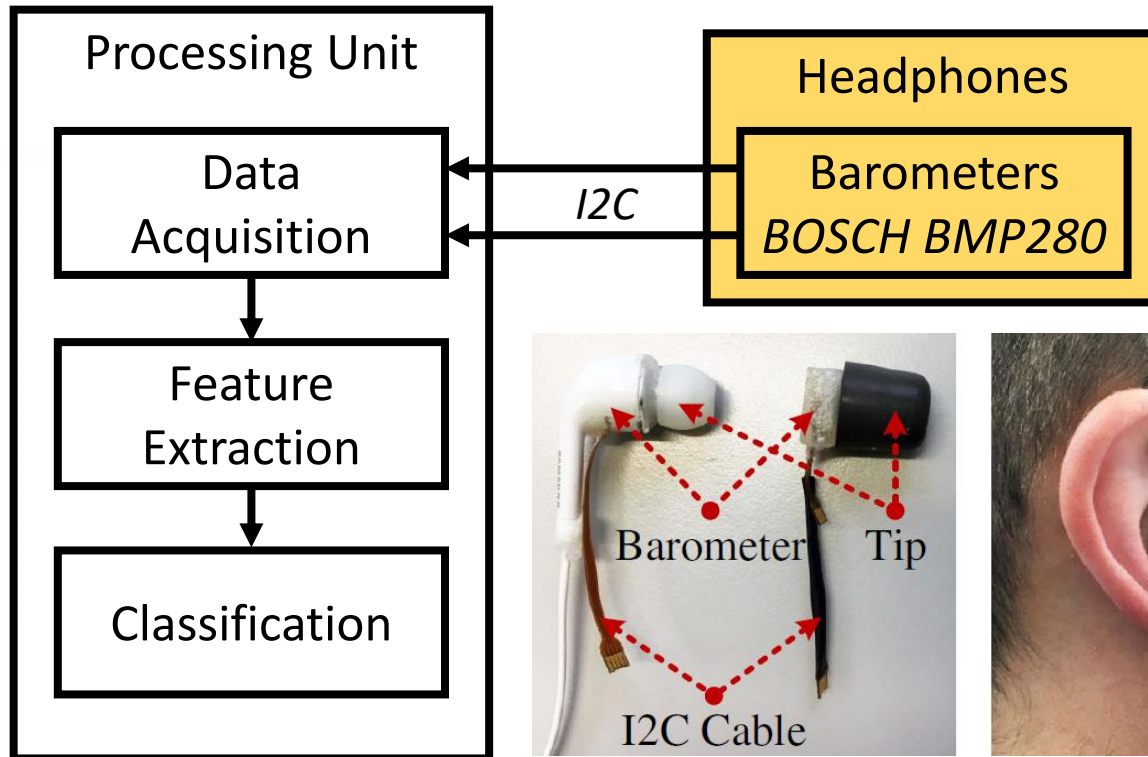 Processing Unit
Data
Acquisition
Feature
Extraction
Classification
I2C
Headphones
Barometers
BOSCH BMP280
Barometer
Tip
I2C Cable